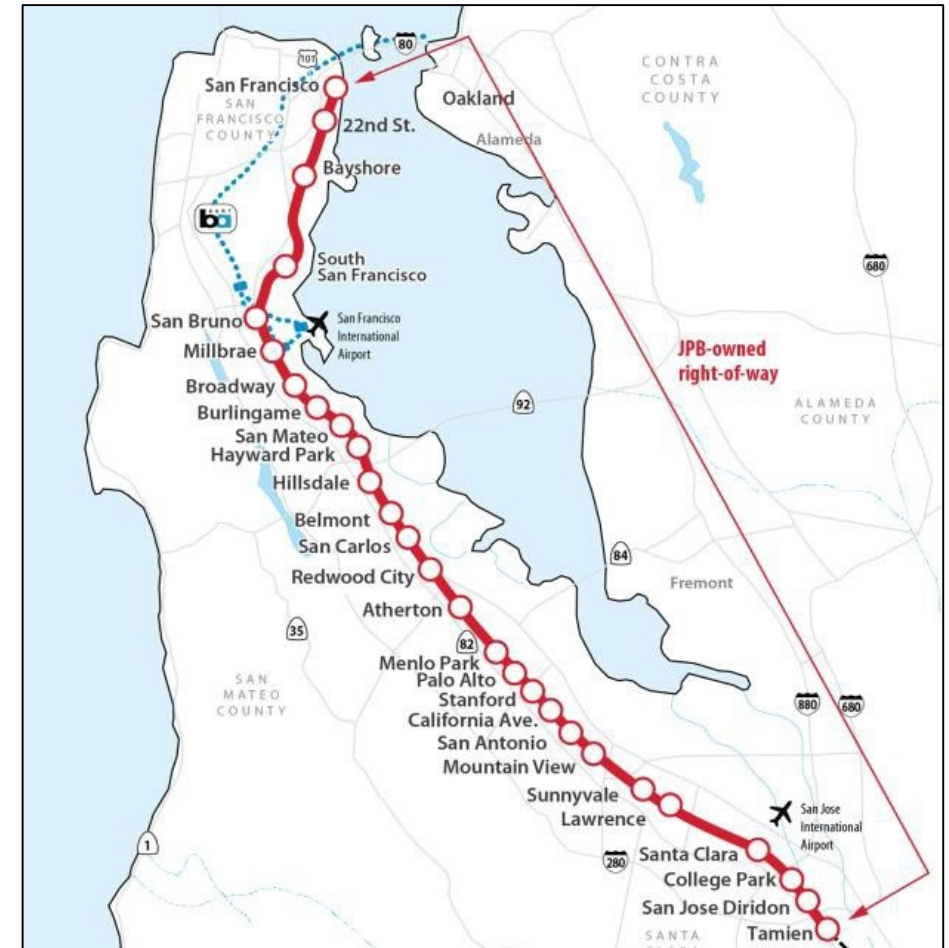 80
101
San Francisco
SAN
FRANCISCO
COUNTY
22nd St.
Bayshore
ba
South
San Francisco
San Bruno
San Francisco
International
Airport
Millbrae
Broadway
Burlingame
San Mateo
Hayward Park
Hillsdale
Belmont
San Carlos
Redwood City
Atherton
82
35
Menlo Park
Palo Alto
Stanford
California Ave.
San Antonio
Mountain View
Sunnyvale
Lawrence
Santa Clara
College Park
San Jose Diridon
Tamien
SANTA
CONTRA
COSTA
COUNTY
Oakland
Alameda
680
JPB-owned
right-of-way
92
ALAMEDA
COUNTY
84
Fremont
SAN
MATEO
COUNTY
880
680
San Jose
International
Airport
1
280